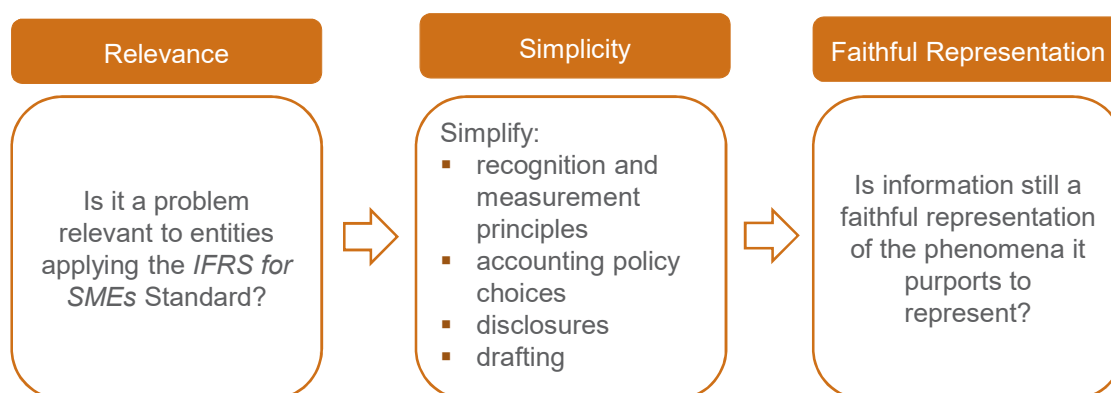 Relevance
Is it a problem
relevant to entities
applying the IFRS for
SMEs Standard?
Simplicity
Simplify:
▪ recognition and
measurement
principles
▪ accounting policy
choices
▪ disclosures
▪ drafting
Faithful Representation
Is information still a
faithful representation
of the phenomena it
purports to
represent?